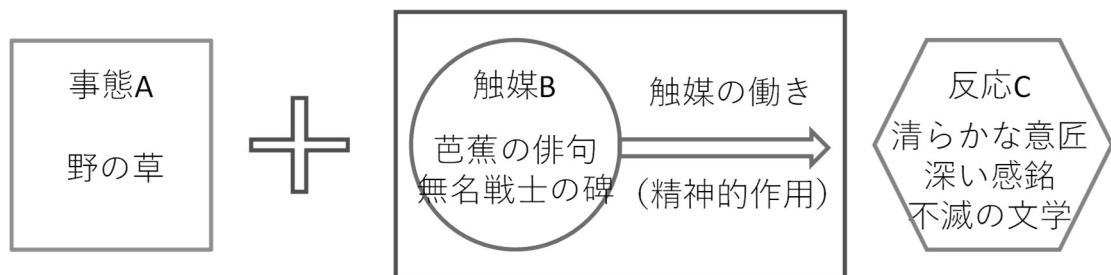 事態A
野の草
触媒B
芭蕉の俳句
無名戦士の碑
触媒の働き
(精神的作用)
反応C
清らかな意匠
深い感銘
不滅の文学